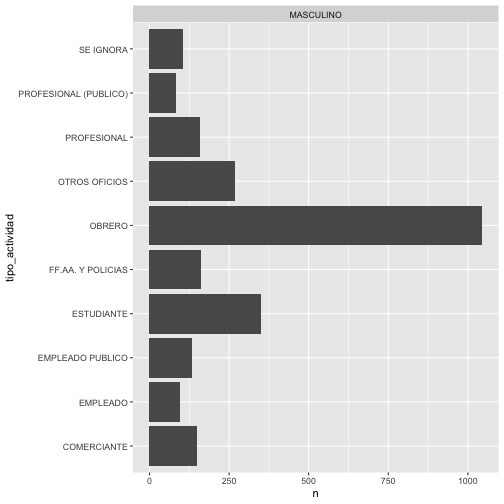 MASCULINO
SE IGNORA
PROFESIONAL (PUBLICO)
PROFESIONAL
OTROS OFICIOS
OBRERO
FF.AA. Y POLICIAS
ESTUDIANTE
EMPLEADO PUBLICO
EMPLEADO
COMERCIANTE
tipo_actividad
0 250 500 750 1000
n